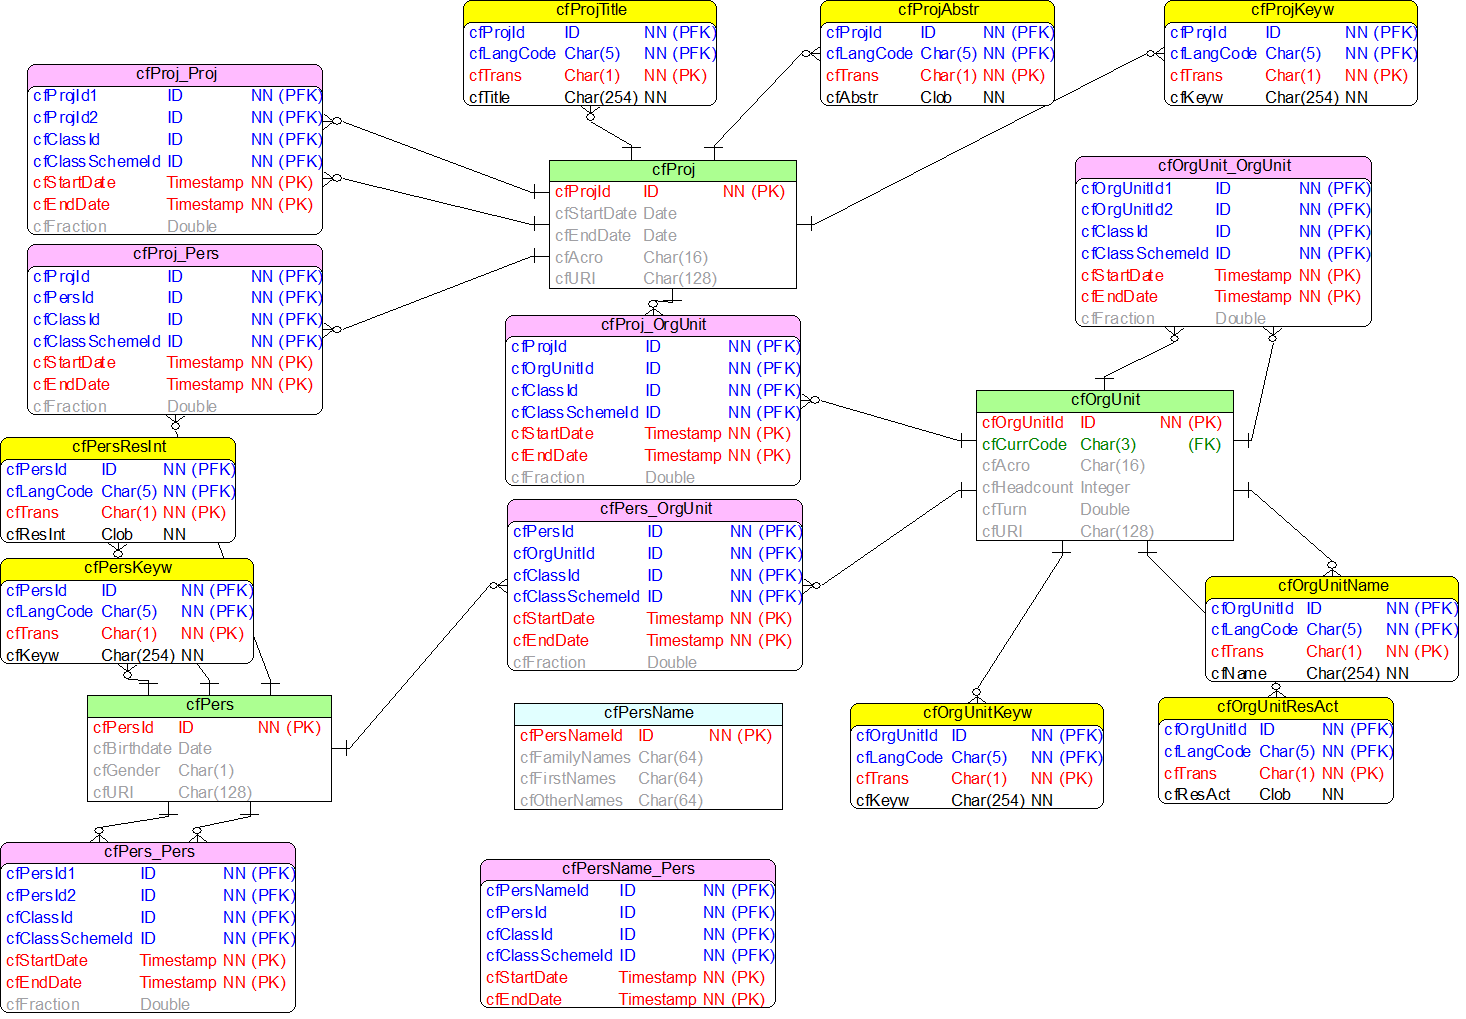 cfProjTitle
cfProjId ID NN (PFK)
cfLangCode Char(5) NN (PFK)
cfTrans Char(1) NN (PK)
cfTitle Char(254) NN
cfProjAbstr
cfProjId ID NN (PFK)
cfLangCode Char(5) NN (PFK)
cfTrans Char(1) NN (PK)
cfAbstr Clob NN
cfProjKeyw
cfProjId ID NN (PFK)
cfLangCode Char(5) NN (PFK)
cfTrans Char(1) NN (PK)
cfKeyw Char(254) NN
cfProj_Proj
cfProjId1 ID NN (PFK)
cfProjId2 ID NN (PFK)
cfClassId ID NN (PFK)
cfClassSchemeId ID NN (PFK)
cfStartDate Timestamp NN (PK)
cfEndDate Timestamp NN (PK)
cfFraction Double
cfProj
cfProjId ID NN (PK)
cfStartDate Date
cfEndDate Date
cfAcro Char(16)
cfURI Char(128)
cfOrgUnit_OrgUnit
cfOrgUnitId1 ID NN (PFK)
cfOrgUnitId2 ID NN (PFK)
cfClassId ID NN (PFK)
cfClassSchemeId ID NN (PFK)
cfStartDate Timestamp NN (PK)
cfEndDate Timestamp NN (PK)
cfFraction Double
cfProj_Pers
cfProjId ID NN (PFK)
cfPersId ID NN (PFK)
cfClassId ID NN (PFK)
cfClassSchemeId ID NN (PFK)
cfStartDate Timestamp NN (PK)
cfEndDate Timestamp NN (PK)
cfFraction Double
cfProj_OrgUnit
cfProjId ID NN (PFK)
cfOrgUnitId ID NN (PFK)
cfClassId ID NN (PFK)
cfClassSchemeId ID NN (PFK)
cfStartDate Timestamp NN (PK)
cfEndDate Timestamp NN (PK)
cfFraction Double
cfOrgUnit
cfOrgUnitId ID NN (PK)
cfCurrCode Char(3) (FK)
cfAcro Char(16)
cfHeadcount Integer
cfTurn Double
cfURI Char(128)
cfPersResInt
cfPersId ID NN (PFK)
cfLangCode Char(5) NN (PFK)
cfTrans Char(1) NN (PK)
cfResInt Clob NN
cfPers_OrgUnit
cfPersId ID NN (PFK)
cfOrgUnitId ID NN (PFK)
cfClassId ID NN (PFK)
cfClassSchemeId ID NN (PFK)
cfStartDate Timestamp NN (PK)
cfEndDate Timestamp NN (PK)
cfFraction Double
cfPersKeyw
cfPersId ID NN (PFK)
cfLangCode Char(5) NN (PFK)
cfTrans Char(1) NN (PK)
cfKeyw Char(254) NN
cfOrgUnitName
cfOrgUnitId ID NN (PFK)
cfLangCode Char(5) NN (PFK)
cfTrans Char(1) NN (PK)
cfName Char(254) NN
cfPers
cfPersId ID NN (PK)
cfBirthdate Date
cfGender Char(1)
cfURI Char(128)
cfPersName
cfPersNameId ID NN (PK)
cfFamilyNames Char(64)
cfFirstNames Char(64)
cfOtherNames Char(64)
cfOrgUnitKeyw
cfOrgUnitId ID NN (PFK)
cfLangCode Char(5) NN (PFK)
cfTrans Char(1) NN (PK)
cfKeyw Char(254) NN
cfOrgUnitResAct
cfOrgUnitId ID NN (PFK)
cfLangCode Char(5) NN (PFK)
cfTrans Char(1) NN (PK)
cfResAct Clob NN
cfPers_Pers
cfPersId1 ID NN (PFK)
cfPersId2 ID NN (PFK)
cfClassId ID NN (PFK)
cfClassSchemeId ID NN (PFK)
cfStartDate Timestamp NN (PK)
cfEndDate Timestamp NN (PK)
cfFraction Double
cfPersName_Pers
cfPersNameId ID NN (PFK)
cfPersId ID NN (PFK)
cfClassId ID NN (PFK)
cfClassSchemeId ID NN (PFK)
cfStartDate Timestamp NN (PK)
cfEndDate Timestamp NN (PK)